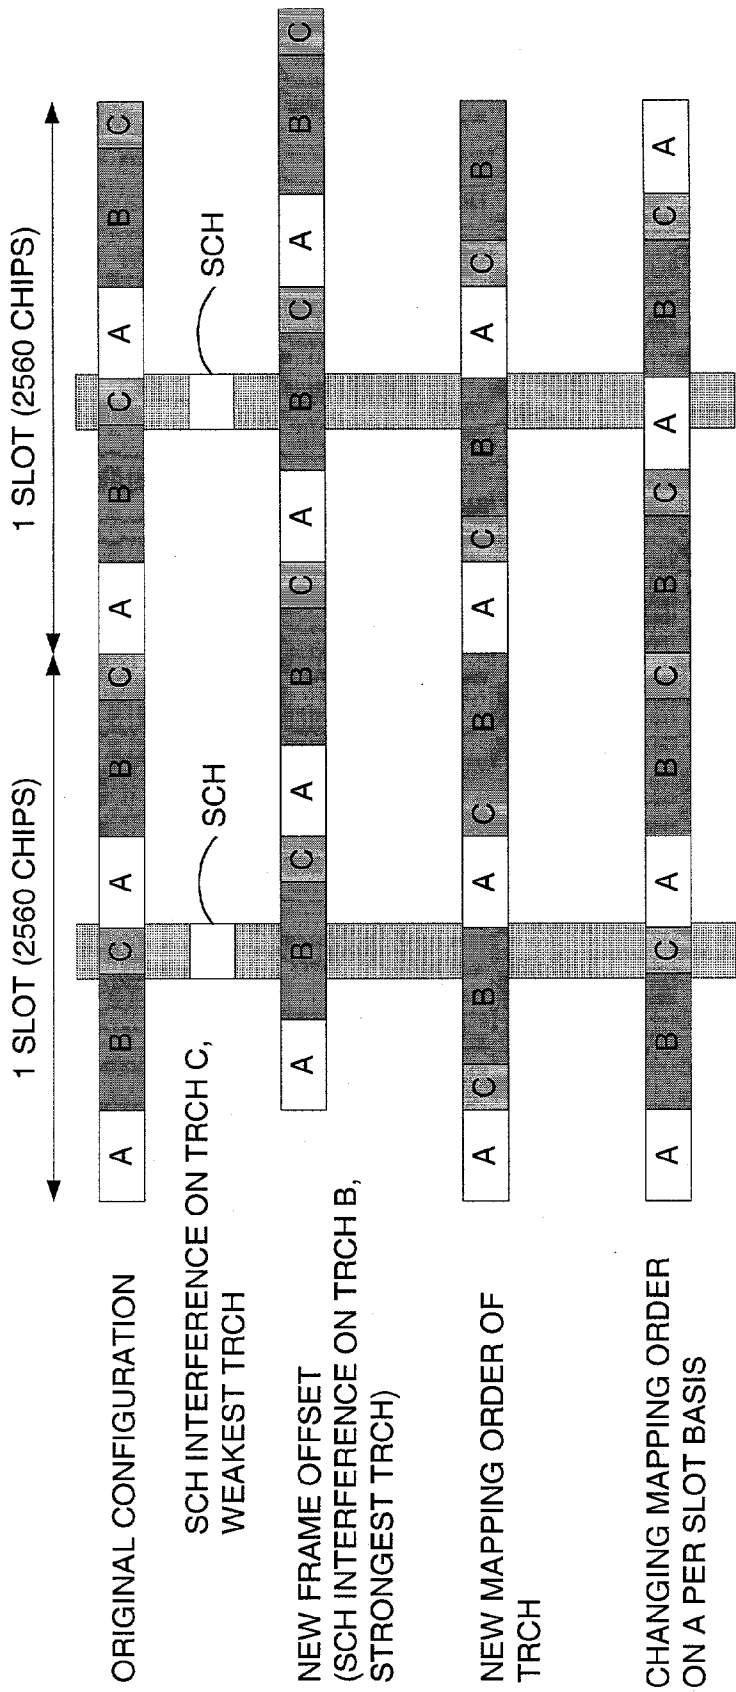 1 SLOT (2560 CHIPS)
1 SLOT (2560 CHIPS)
ORIGINAL CONFIGURATION
A B C A B C A B C A B C
SCH INTERFERENCE ON TRCH C,
WEAKEST TRCH
SCH
SCH
NEW FRAME OFFSET
(SCH INTERFERENCE ON TRCH B,
STRONGEST TRCH)
A B C A B C A B C A B C
NEW MAPPING ORDER OF
TRCH
A C B A C B A C B A C B
CHANGING MAPPING ORDER
ON A PER SLOT BASIS
A B C A B C B C A B C A